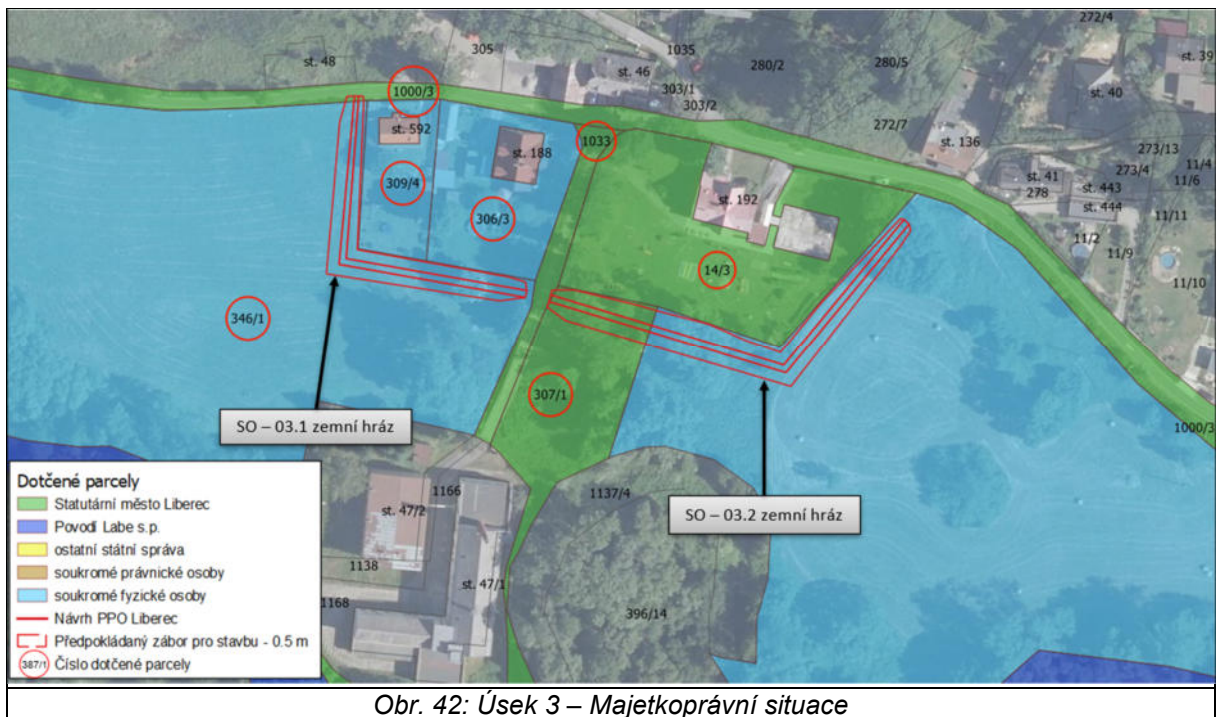 272/4
305
1035
st. 39
st. 48
st. 46
280/2
280/5
st. 40
303/1
1000/3
303/2
272/7
st. 592
1033
st. 136
273/13
st. 188
11/4
273/4
st. 41
11/6
309/4
278
st. 443
st. 192
st. 444
11/11
306/3
11/2
11/9
14/3
11/10
346/1
307/1
SO – 03.1 zemní hráz
1000/3
1166
1137/4
st. 47/2
SO – 03.2 zemní hráz
1138
st. 47/1
1168
396/14
Dotčené parcely
Statutární město Liberec
Povodí Labe s.p.
ostatní státní správa
soukromé právnické osoby
soukromé fyzické osoby
Návrh PPO Liberec
Předpokládaný zábor pro stavbu - 0.5 m
387/1 Číslo dotčené parcely
Obr. 42: Úsek 3 – Majetkoprávní situace